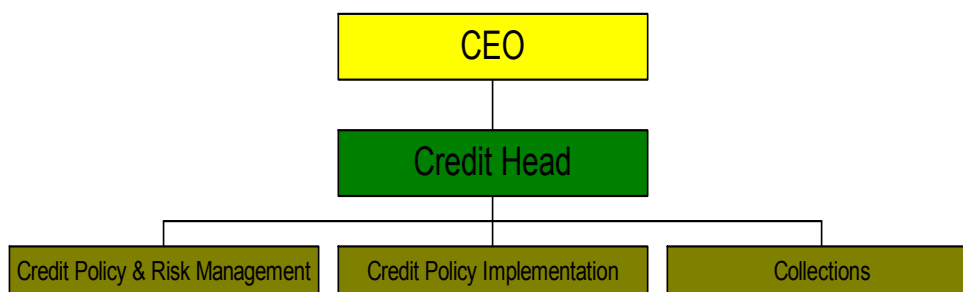 CEO
Credit Head
Credit Policy & Risk Management
Credit Policy Implementation
Collections